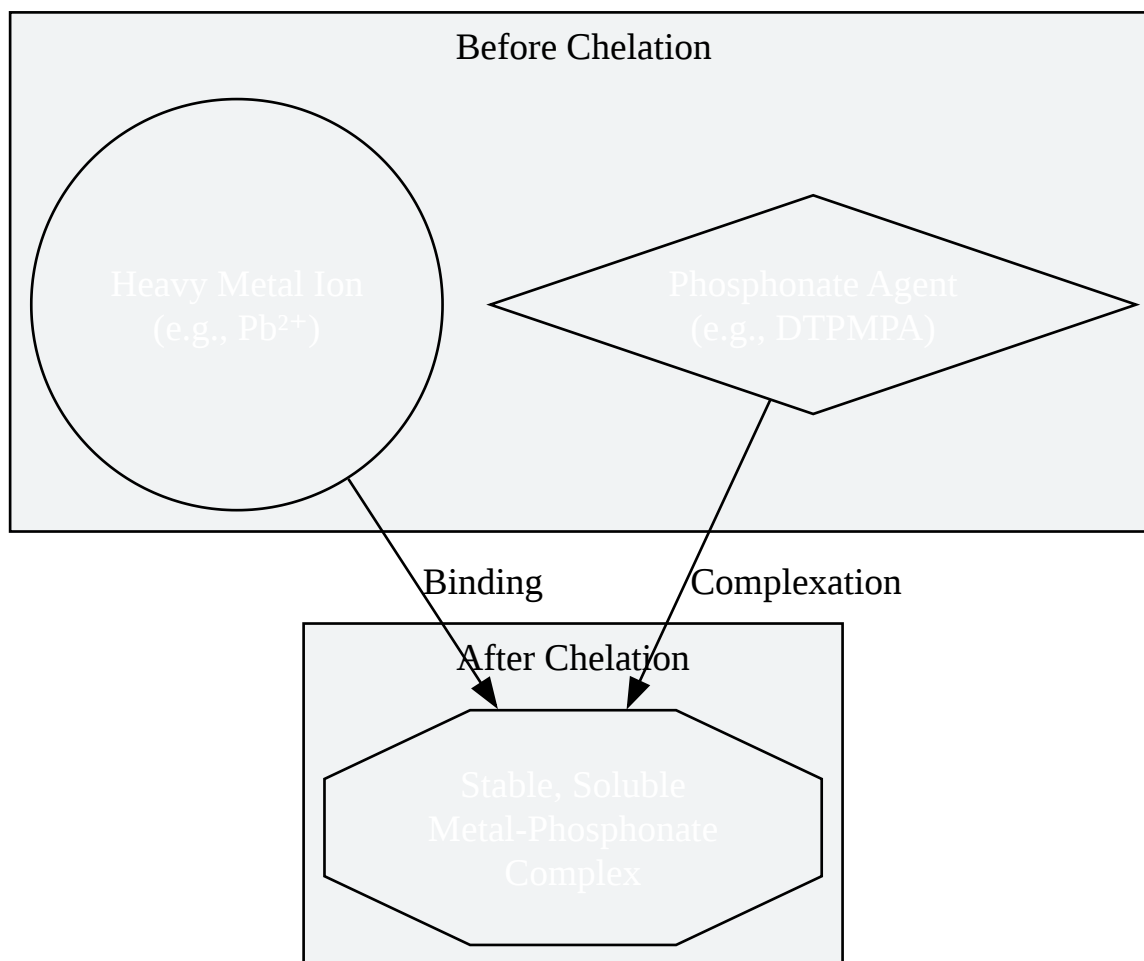 Before Chelation
Heavy Metal Ion
(e.g., Pb²⁺)
Phosphonate Agent
(e.g., DTPMPA)
Binding
Complexation
After Chelation
Stable, Soluble
Metal-Phosphonate
Complex